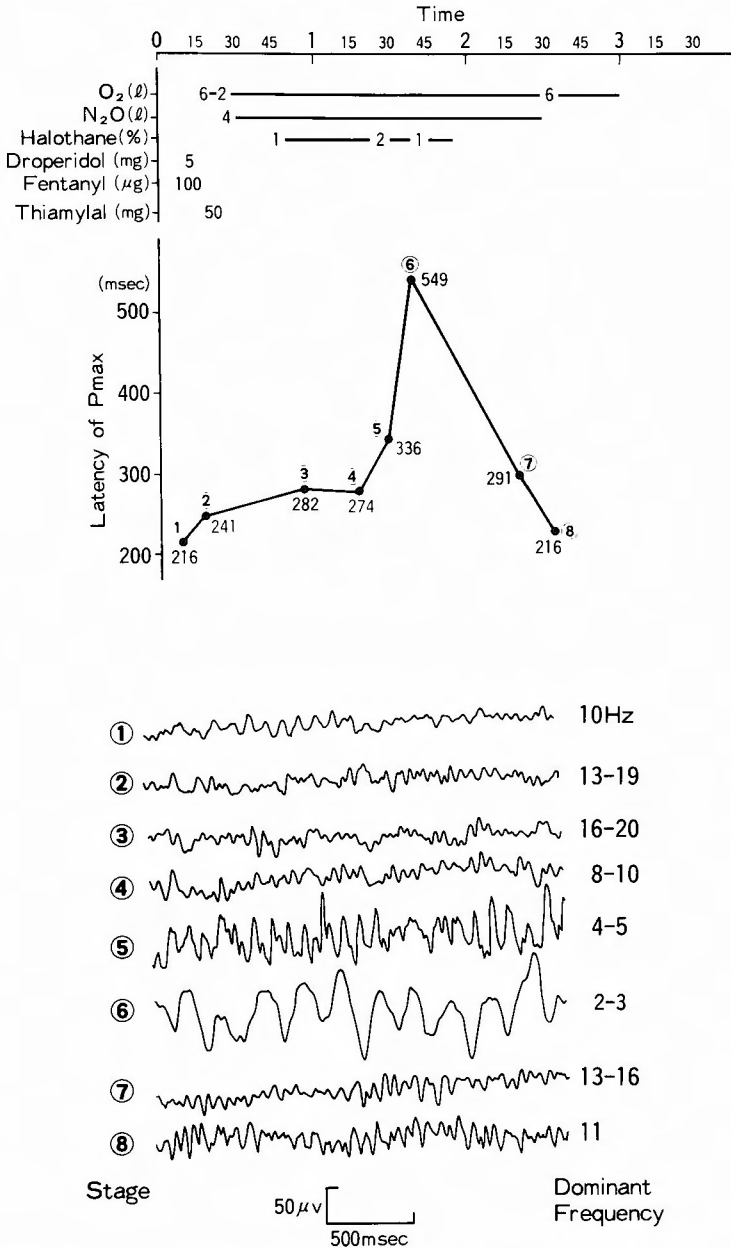 Time
0 15 30 45 1 15 30 45 2 15 30 45 3 15 30
O₂(ℓ) 6-2 6
N₂O(ℓ) 4
Halothane(%) 1 2 1
Droperidol (mg) 5
Fentanyl (μg) 100
Thiamylal (mg) 50
(msec)
Latency of Pmax
500
400
300
200
1
216
2
241
3
282
4
274
5
336
⑥
549
⑦
291
8
216
① 10Hz
② 13-19
③ 16-20
④ 8-10
⑤ 4-5
⑥ 2-3
⑦ 13-16
⑧ 11
Stage
50μv
500msec
Dominant
Frequency